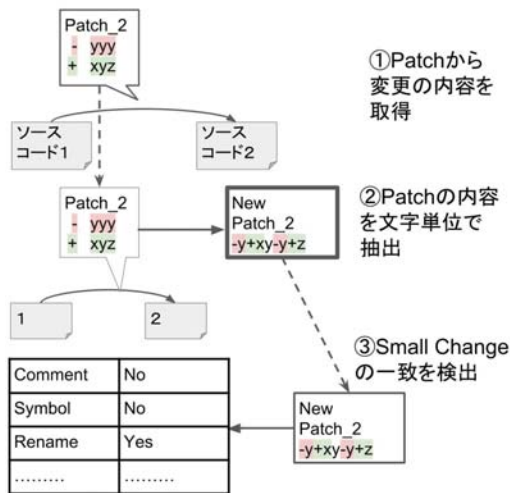 Patch_2
- yyy
+ xyz
①Patchから
変更の内容を
取得
ソース
コード1
ソース
コード2
Patch_2
- yyy
+ xyz
New
Patch_2
-y+xy-y+z
②Patchの内容
を文字単位で
抽出
1
2
③Small Change
の一致を検出
Comment No
Symbol No
Rename Yes
......... .........
New
Patch_2
-y+xy-y+z